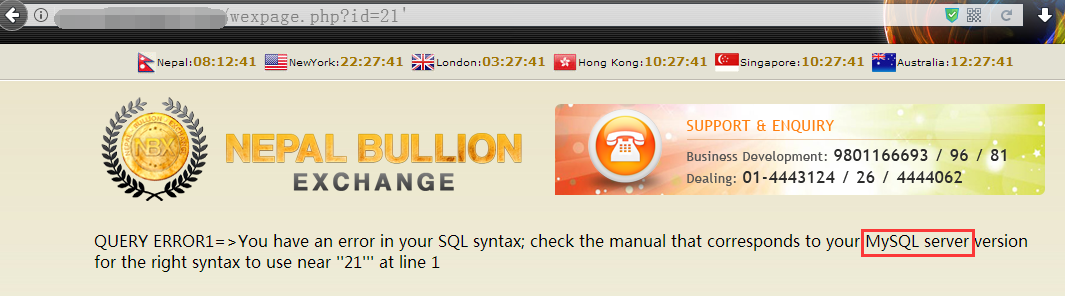 /wexpage.php?id=21'
Nepal:08:12:41 NewYork:22:27:41 London:03:27:41 Hong Kong:10:27:41 Singapore:10:27:41 Australia:12:27:41
NBX
NEPAL BULLION
EXCHANGE
SUPPORT & ENQUIRY
Business Development: 9801166693 / 96 / 81
Dealing: 01-4443124 / 26 / 4444062
QUERY ERROR1=>You have an error in your SQL syntax; check the manual that corresponds to your MySQL server version
for the right syntax to use near ''21''' at line 1